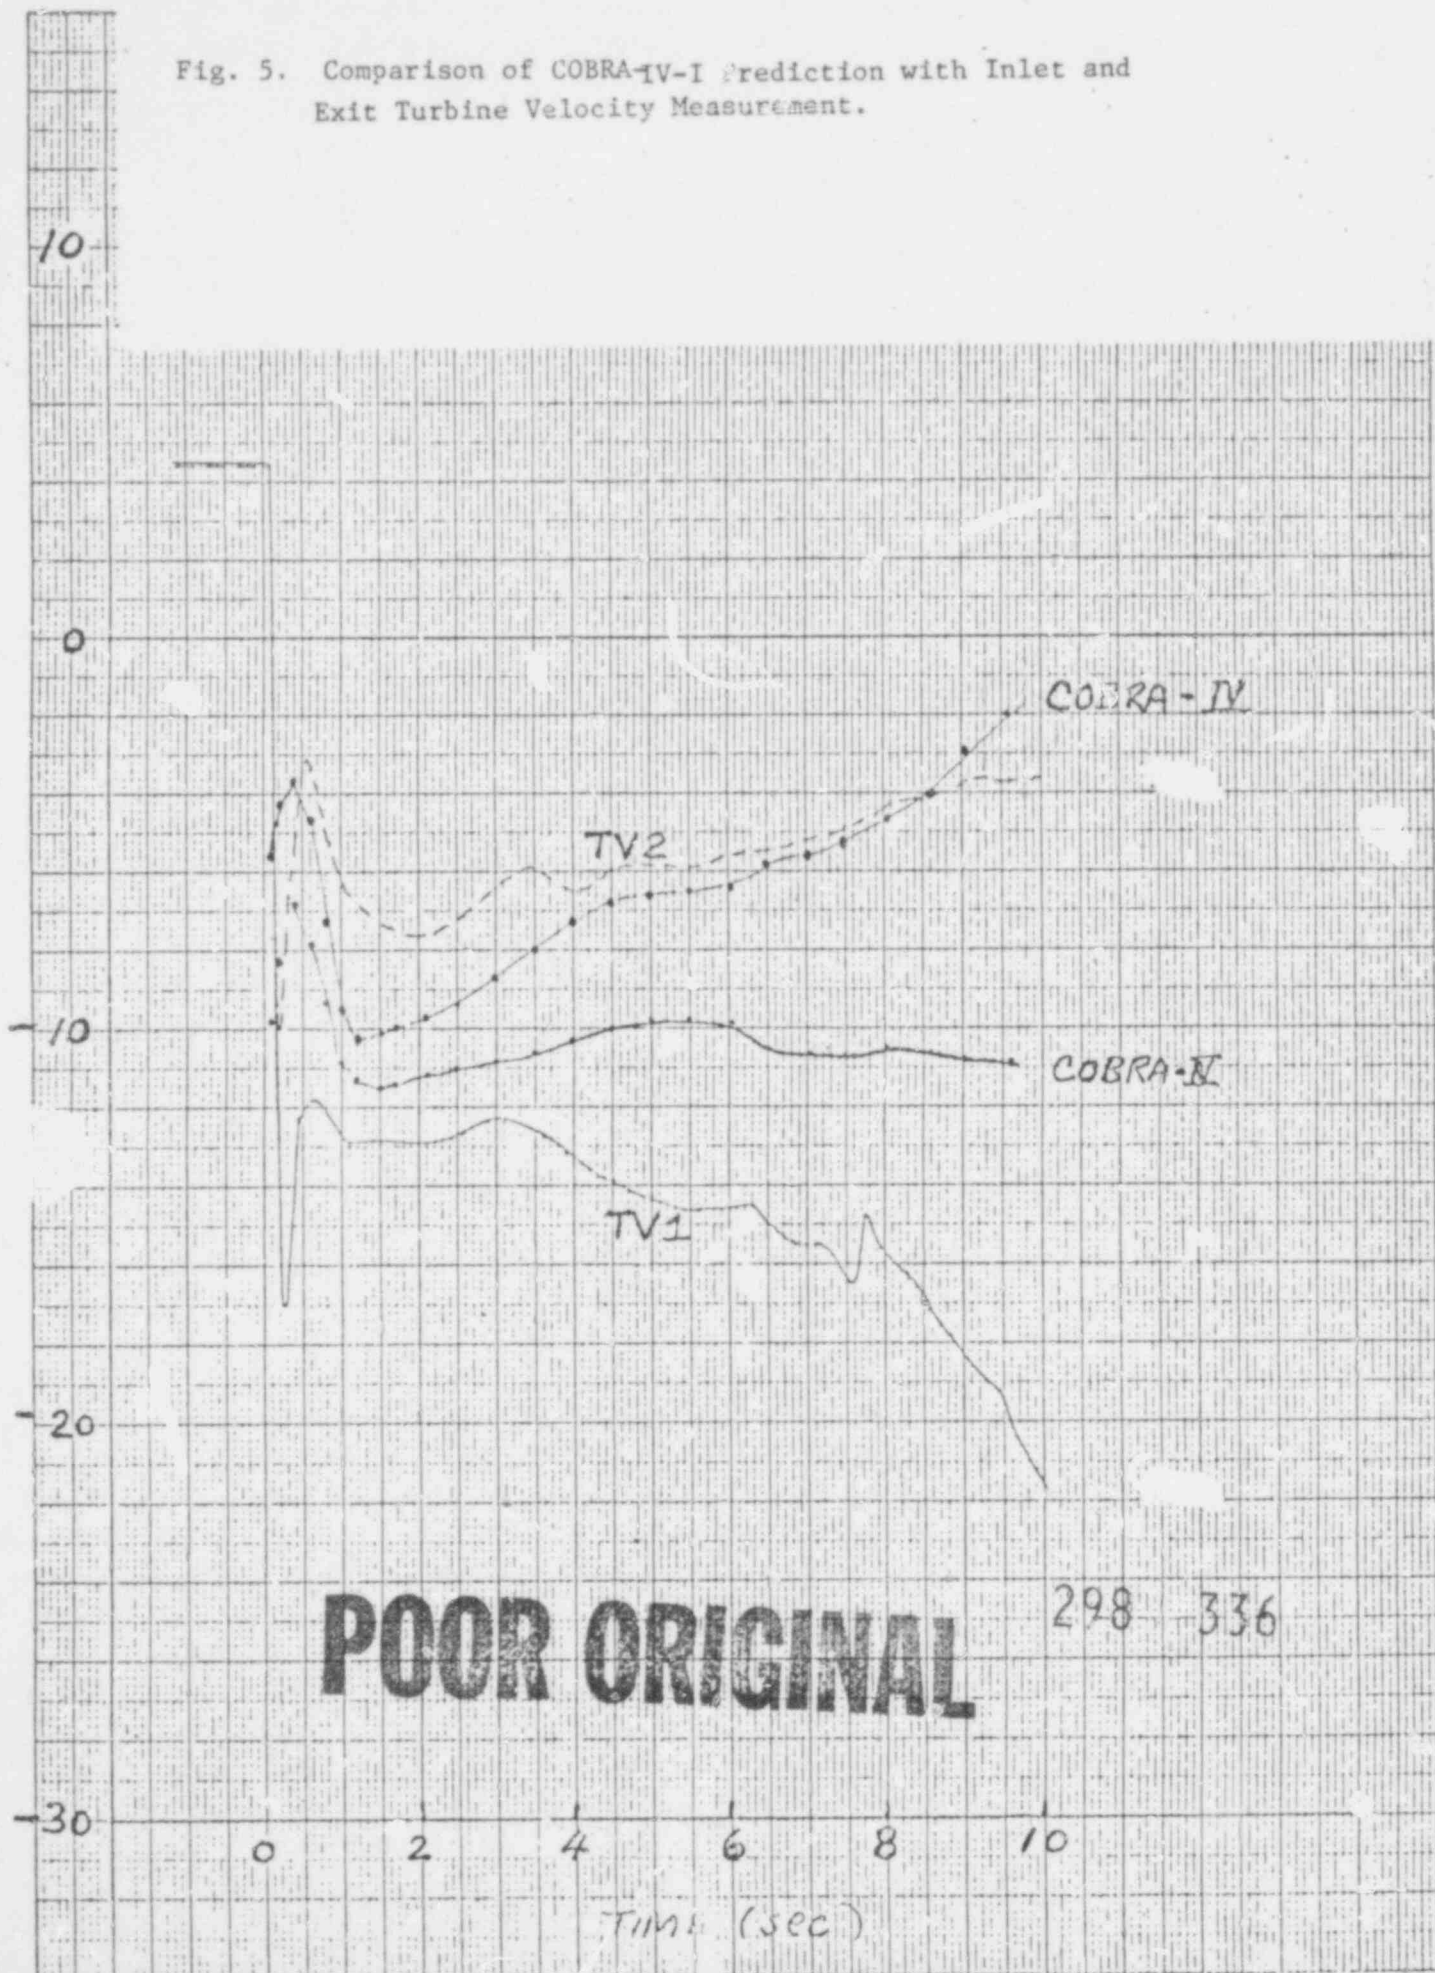 Fig. 5. Comparison of COBRA-IV-I Prediction with Inlet and
Exit Turbine Velocity Measurement.
10
0
COBRA-IV
TV2
-10
COBRA-IV
TV1
-20
POOR ORIGINAL
298 336
-30
0 2 4 6 8 10
TIME (sec)